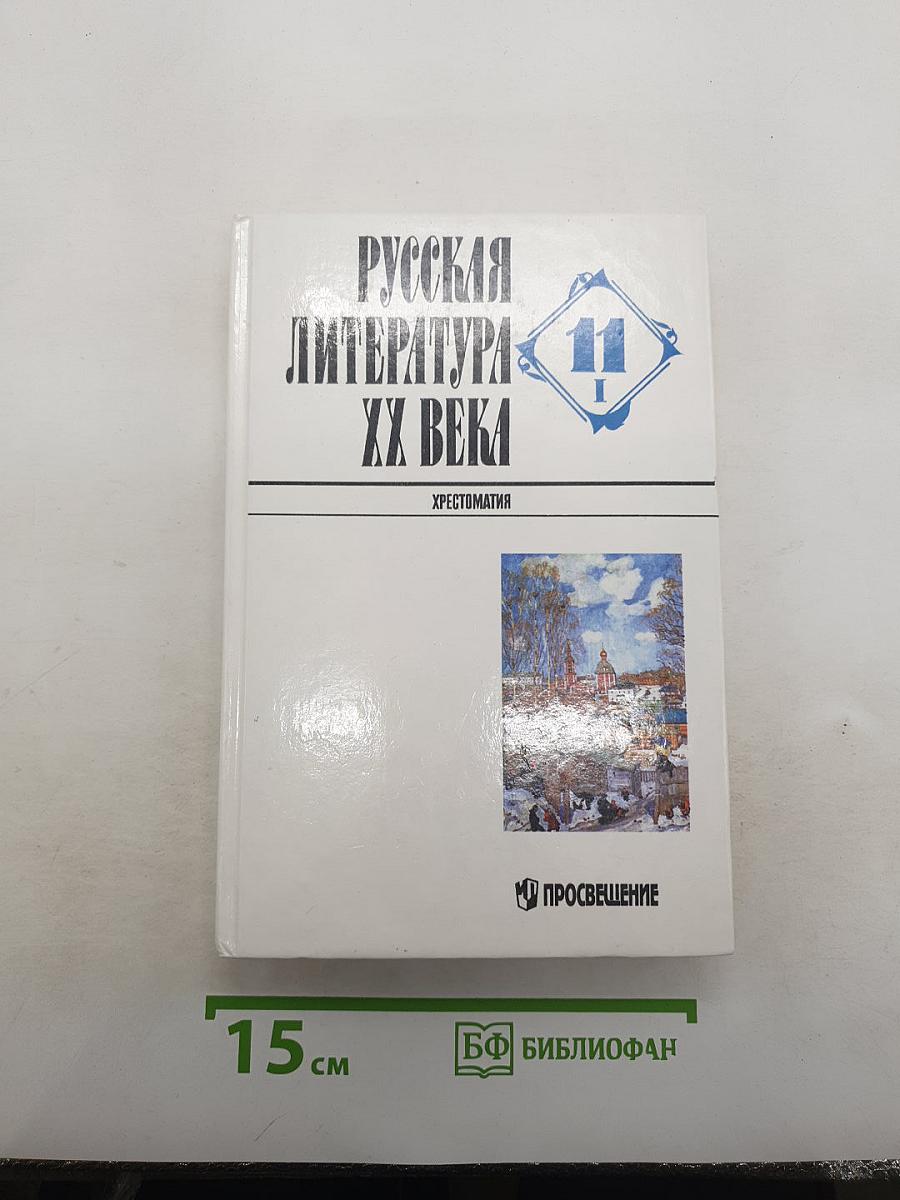 РУССКАЯ
ЛИТЕРАТУРА
XX ВЕКА
11
I
ХРЕСТОМАТИЯ
ПРОСВЕЩЕНИЕ
15 см
БФ БИБЛИОФАН